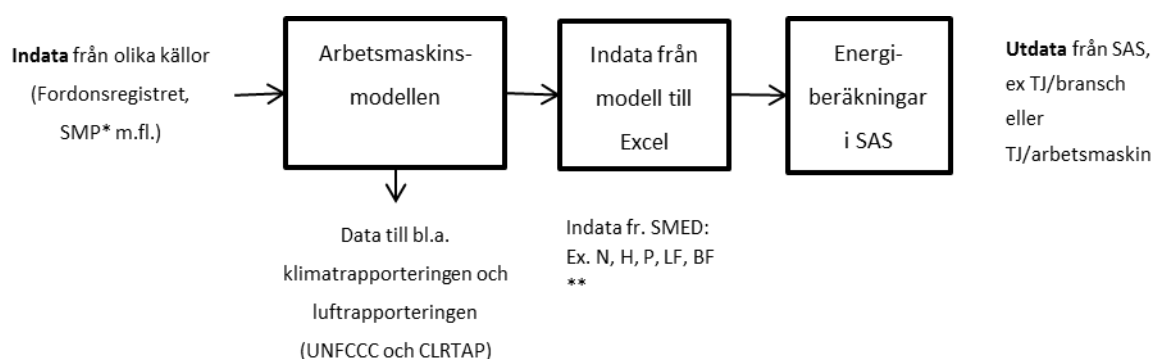 Indata från olika källor
(Fordonsregistret,
SMP* m.fl.)
Arbetsmaskins-
modellen
Data till bl.a.
klimatrapporteringen och
luftrapporteringen
(UNFCCC och CLRTAP)
Indata från
modell till
Excel
Indata fr. SMED:
Ex. N, H, P, LF, BF
**
Energi-
beräkningar
i SAS
Utdata från SAS,
ex TJ/bransch
eller
TJ/arbetsmaskin